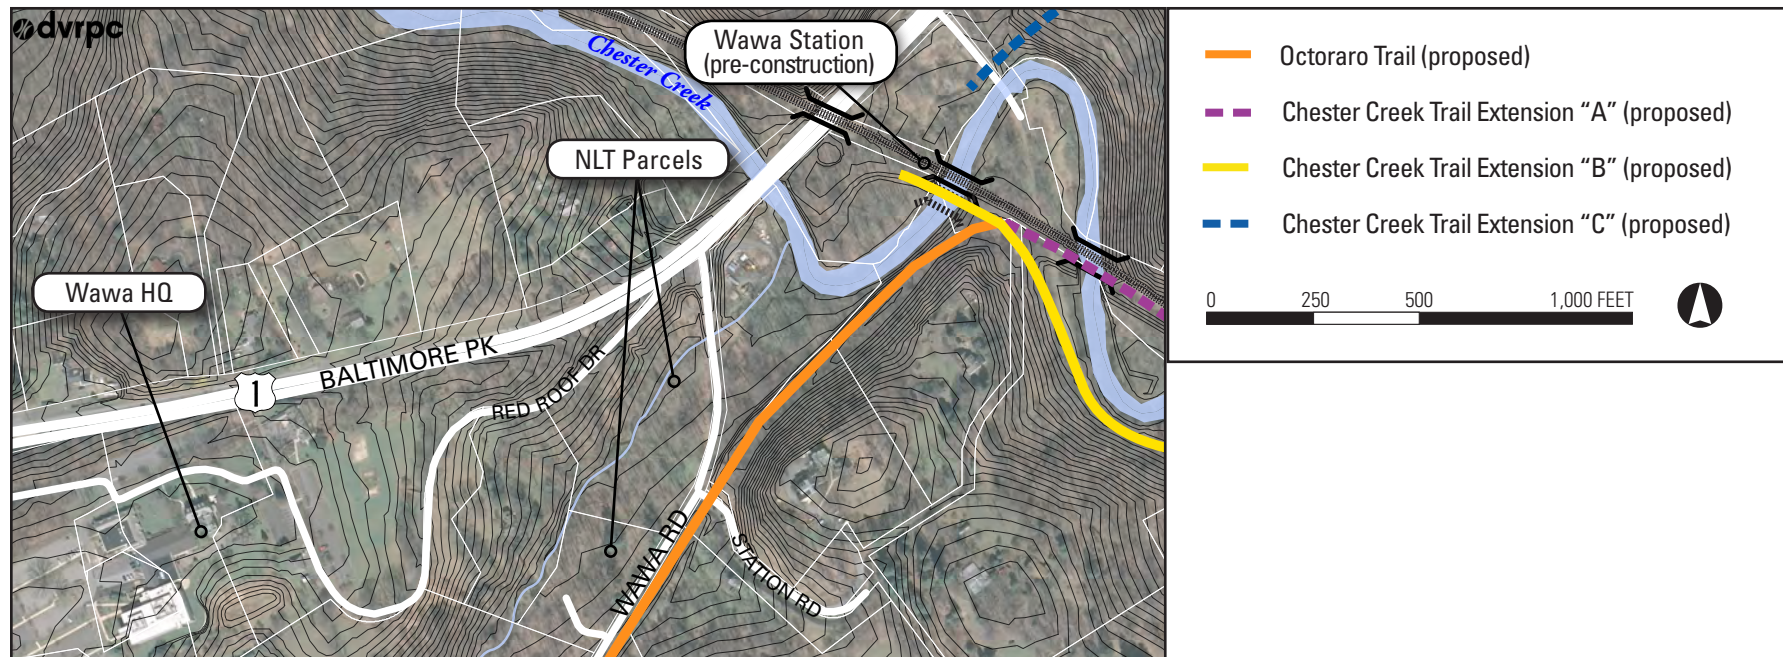 dvrpc
Chester Creek
Wawa Station
(pre-construction)
NLT Parcels
Wawa HQ
1
BALTIMORE PK
RED ROOF DR
WAWA RD
STATION RD
Octoraro Trail (proposed)
Chester Creek Trail Extension “A” (proposed)
Chester Creek Trail Extension “B” (proposed)
Chester Creek Trail Extension “C” (proposed)
0 250 500 1,000 FEET